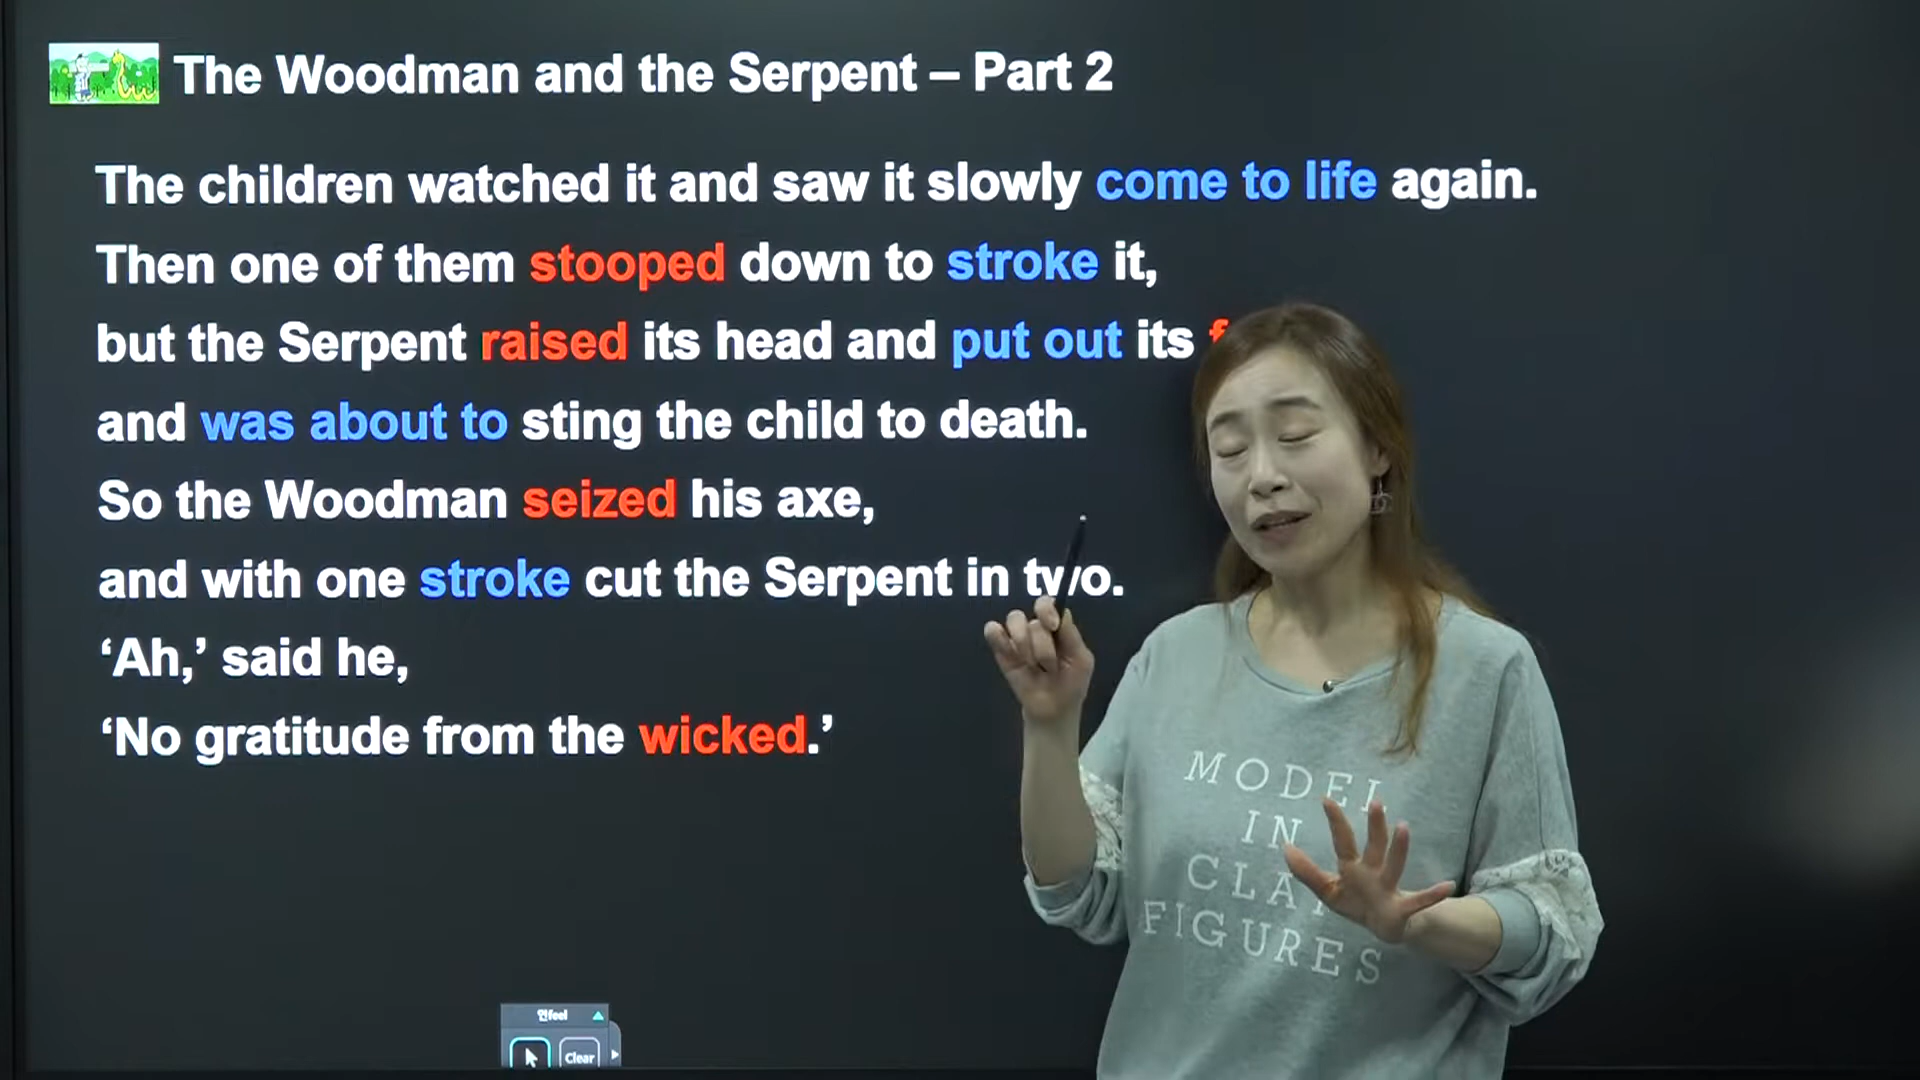 The Woodman and the Serpent – Part 2
The children watched it and saw it slowly come to life again.
Then one of them stooped down to stroke it,
but the Serpent raised its head and put out its
and was about to sting the child to death.
So the Woodman seized his axe,
and with one stroke cut the Serpent in two.
‘Ah,’ said he,
‘No gratitude from the wicked.’
MODEL
IN
FIGURES
Clear